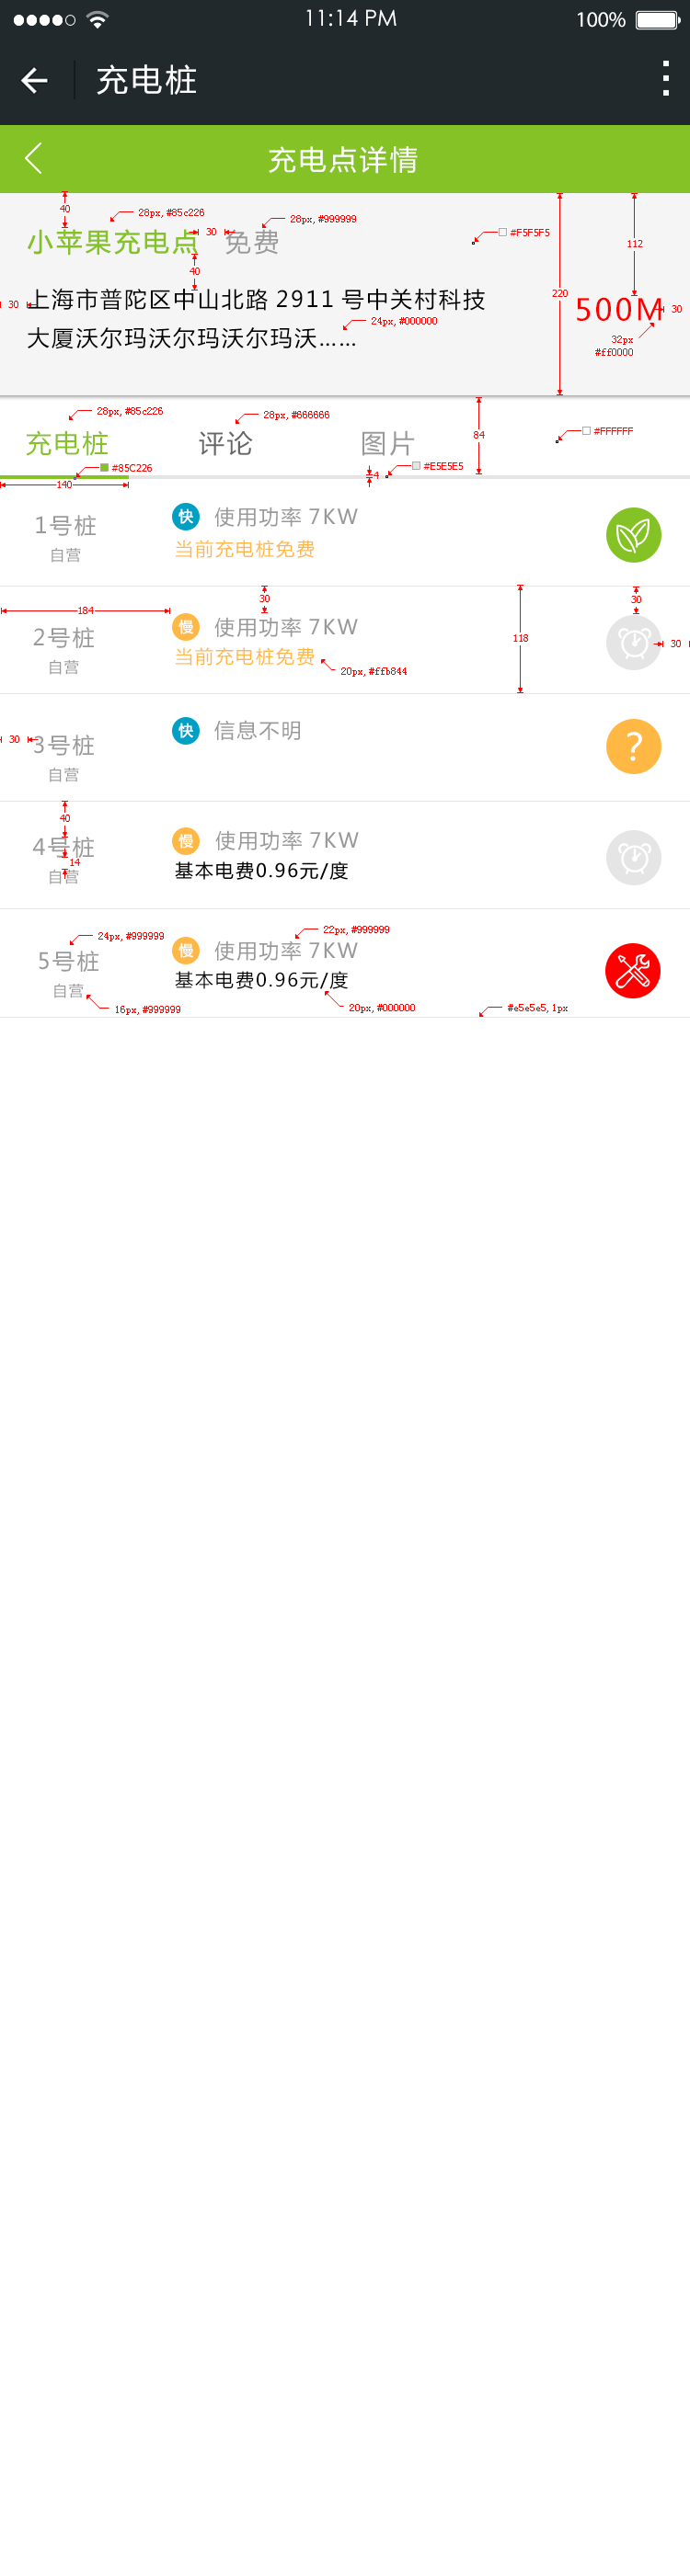 11:14 PM 100%
充电桩
充电点详情
40
28px, #85c226
28px, #999999
小苹果充电点 30 免费
#F5F5F5
112
40
220
30
上海市普陀区中山北路 2911 号中关村科技
500M 30
24px, #000000
大厦沃尔玛沃尔玛沃尔玛沃……
32px
#ff0000
28px, #85c226
28px, #666666
充电桩 评论 图片
84
#FFFFFF
#85C226
#E5E5E5
4
140
1号桩
快 使用功率 7KW
自营
当前充电桩免费
184
30
30
118
2号桩
慢 使用功率 7KW
30
自营
当前充电桩免费
20px, #ffb844
30
3号桩
快 信息不明
?
自营
40
4号桩
慢 使用功率 7KW
14
自营
基本电费0.96元/度
24px, #999999
22px, #999999
5号桩
慢 使用功率 7KW
自营
基本电费0.96元/度
16px, #999999
20px, #000000
#e5e5e5, 1px